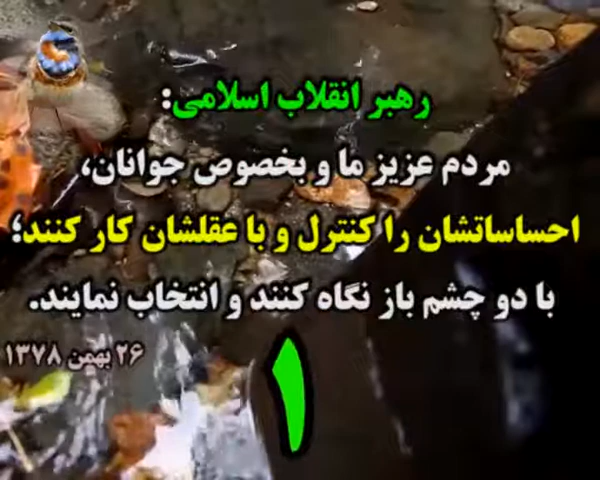 رهبر انقلاب اسلامی:
مردم عزیز ما و بخصوص جوانان،
احساساتشان را کنترل و با عقلشان کار کنند؛
با دو چشم باز نگاه کنند و انتخاب نمایند.
۲۶ بهمن ۱۳۷۸
۱